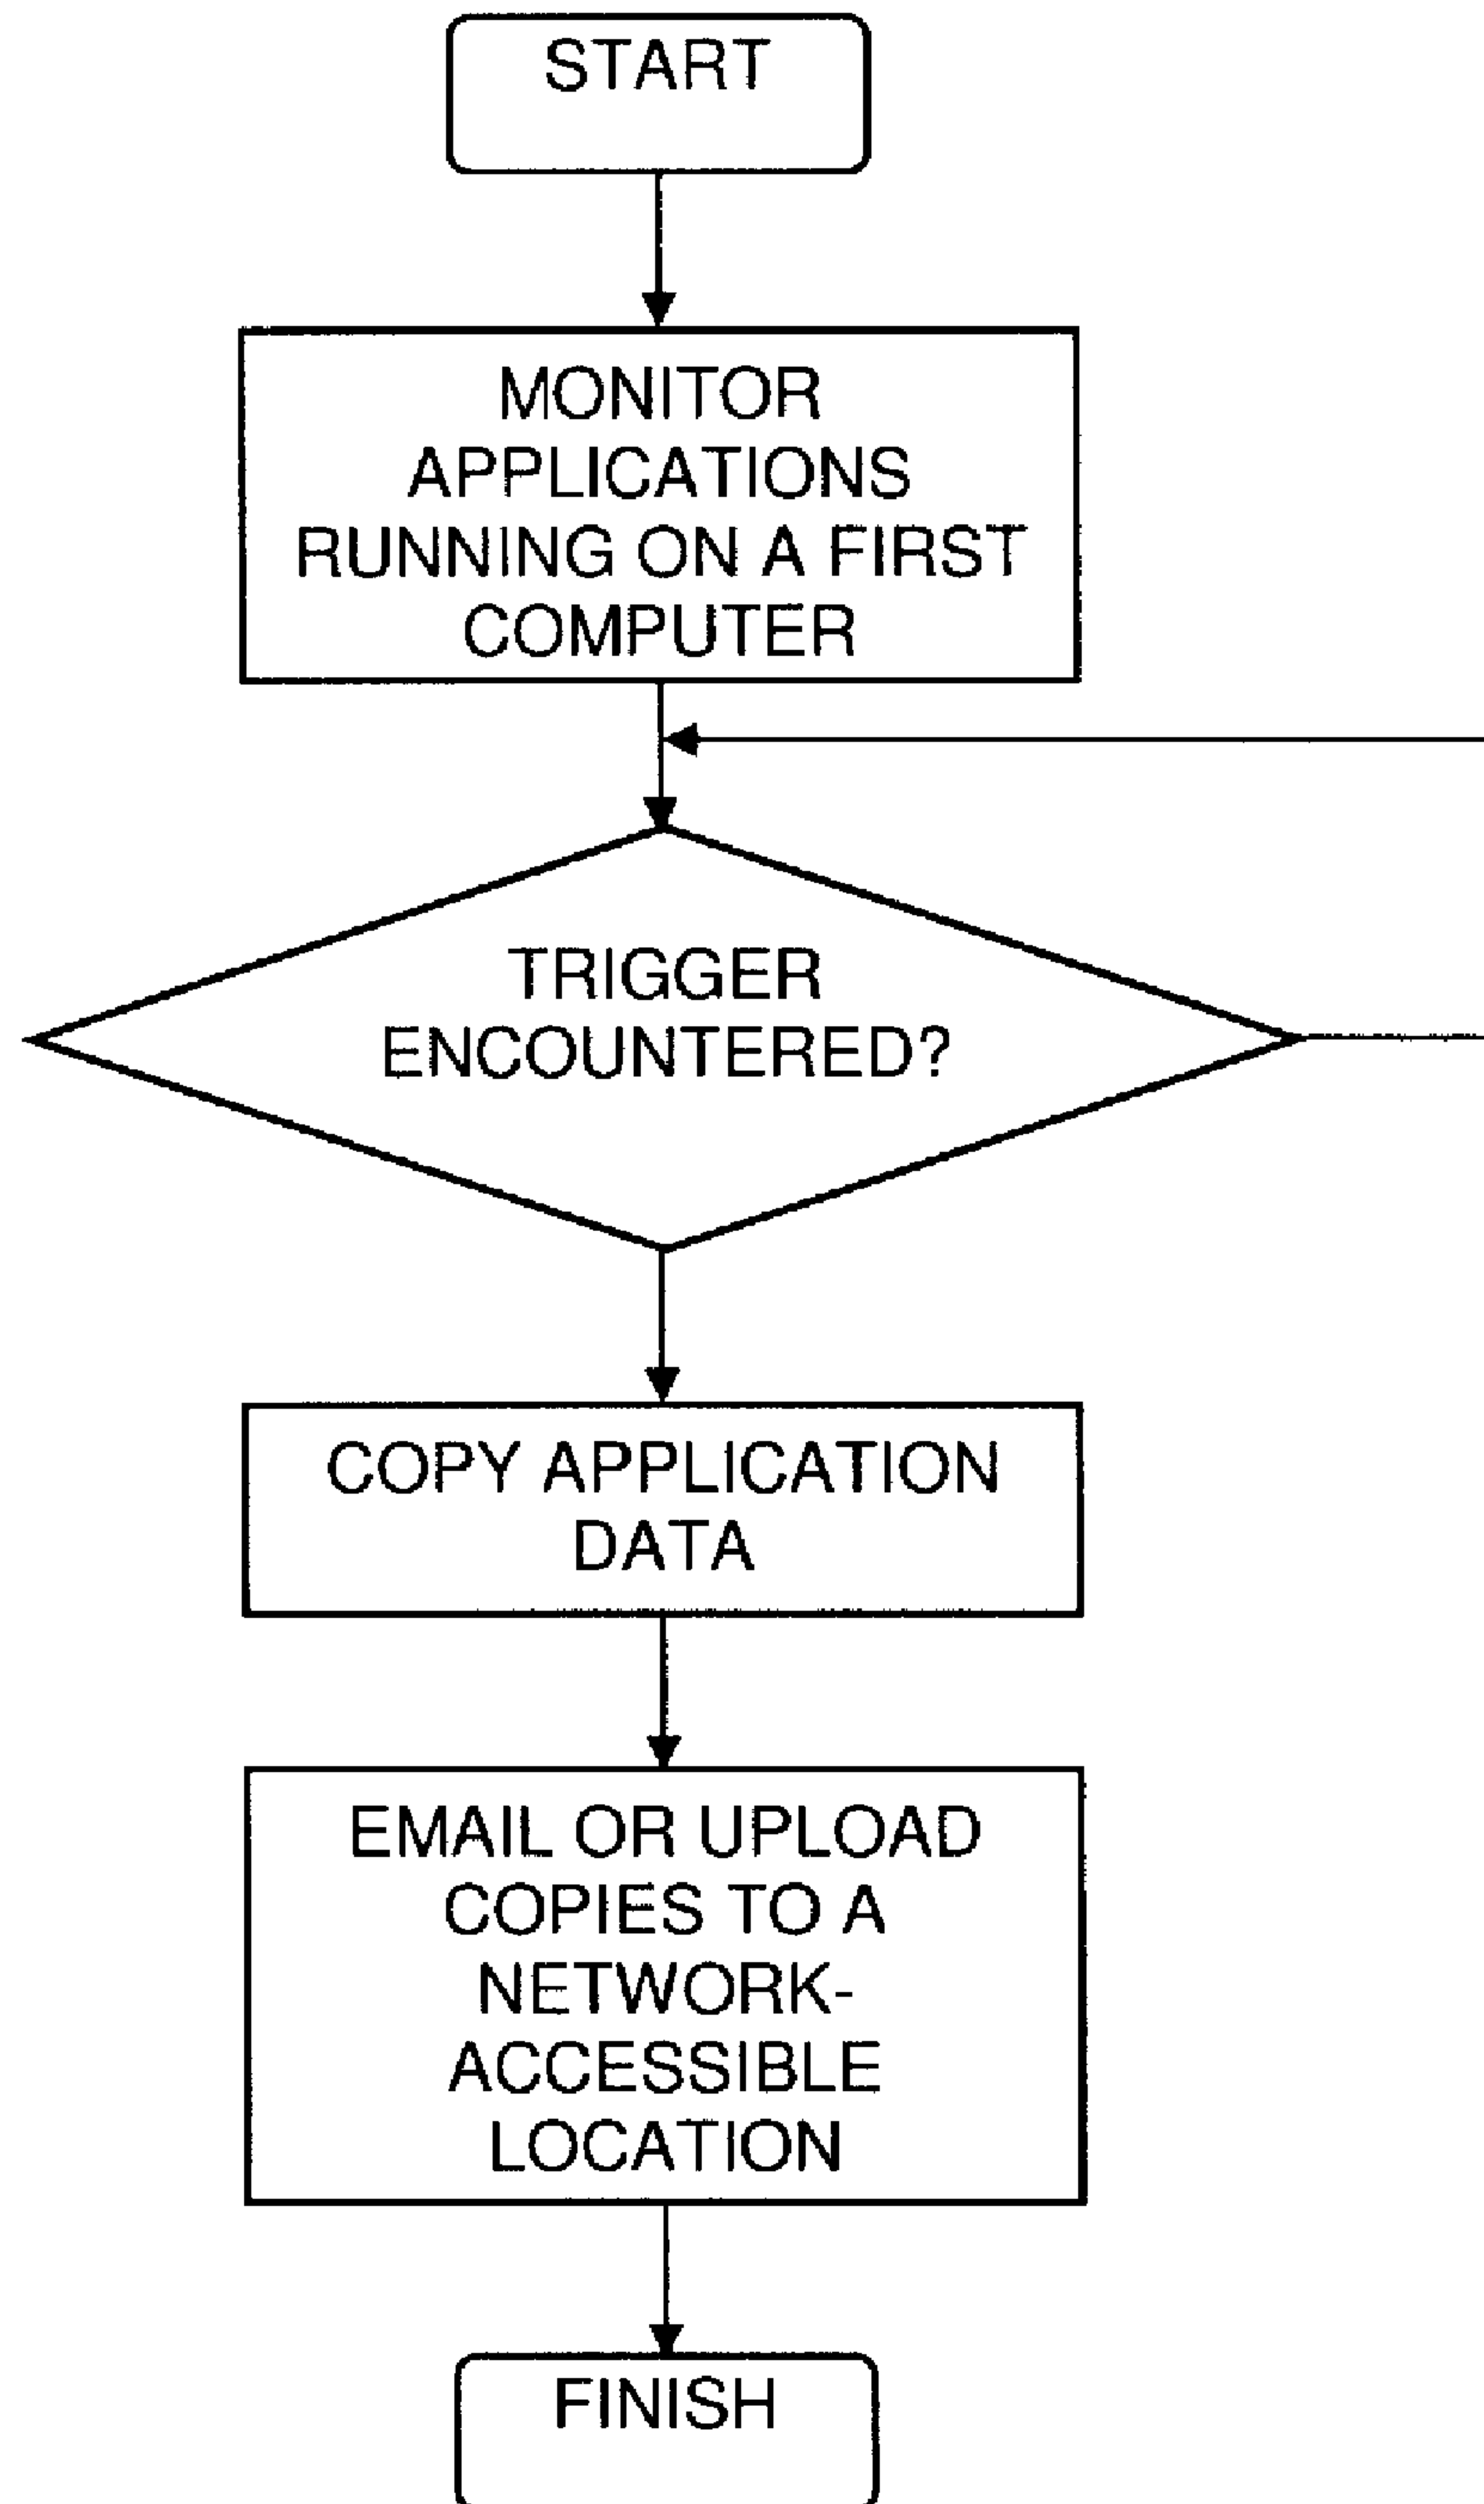 START
MONITOR
APPLICATIONS
RUNNING ON A FIRST
COMPUTER
TRIGGER
ENCOUNTERED?
COPY APPLICATION
DATA
EMAIL OR UPLOAD
COPIES TO A
NETWORK-
ACCESSIBLE
LOCATION
FINISH